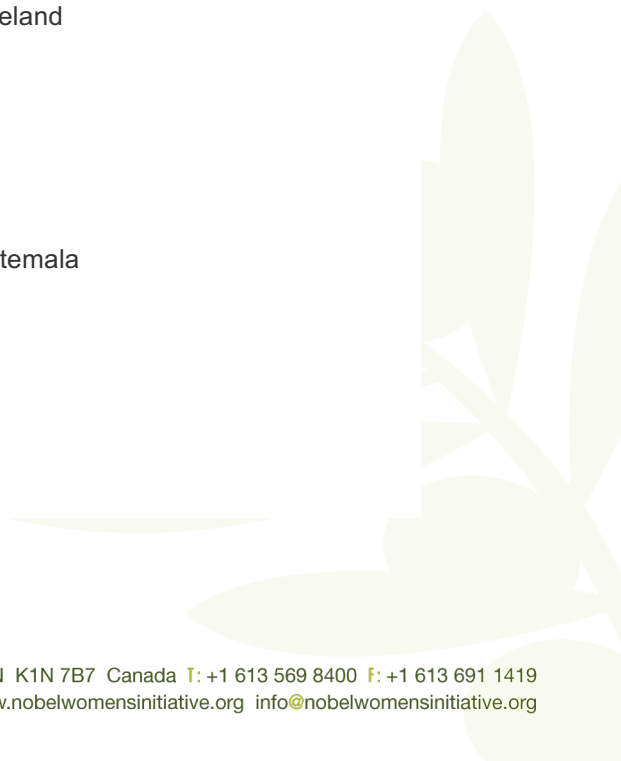 eland
temala
K1N 7B7 Canada T: +1 613 569 8400 F: +1 613 691 1419
.nobelwomensinitiative.org info@nobelwomensinitiative.org